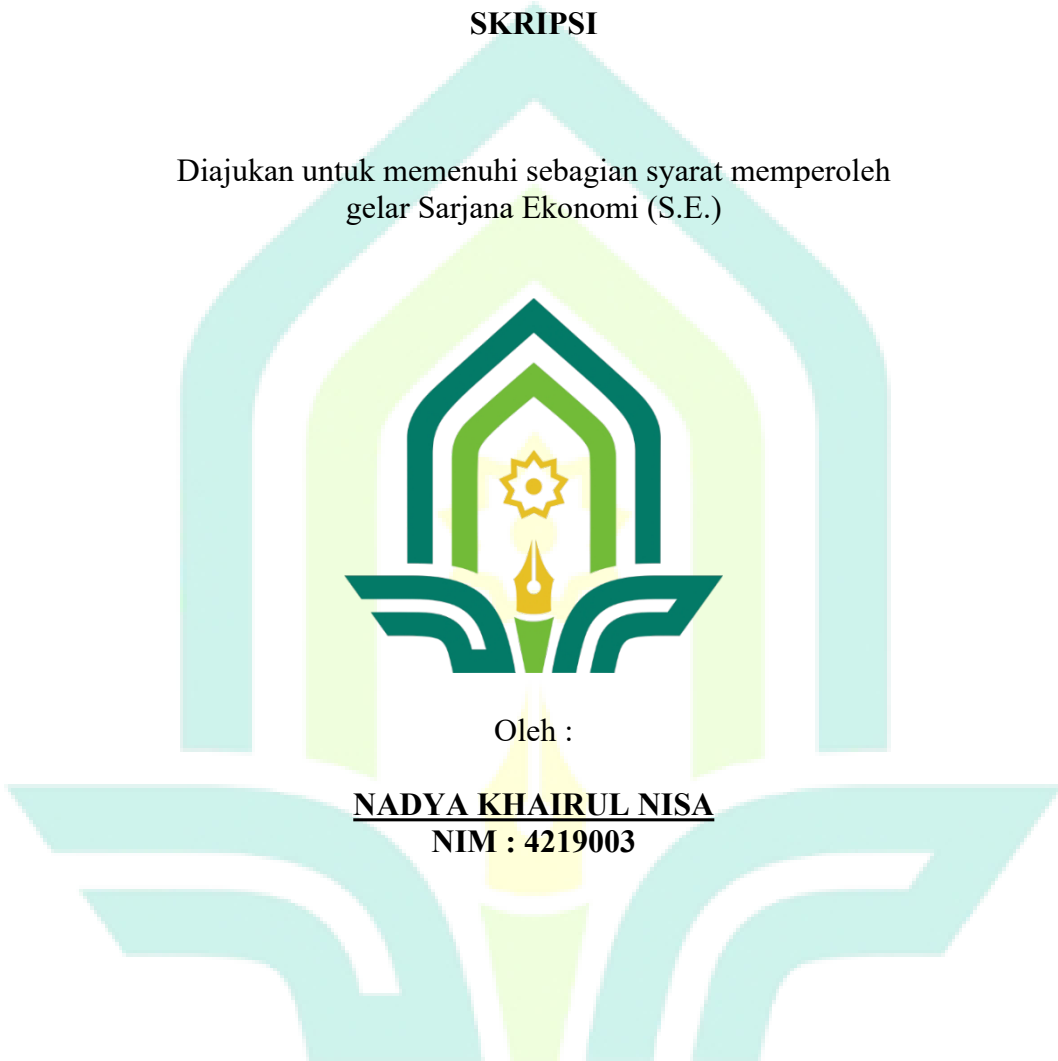 SKRIPSI
Diajukan untuk memenuhi sebagian syarat memperoleh
gelar Sarjana Ekonomi (S.E.)
Oleh :
NADYA KHAIRUL NISA
NIM : 4219003